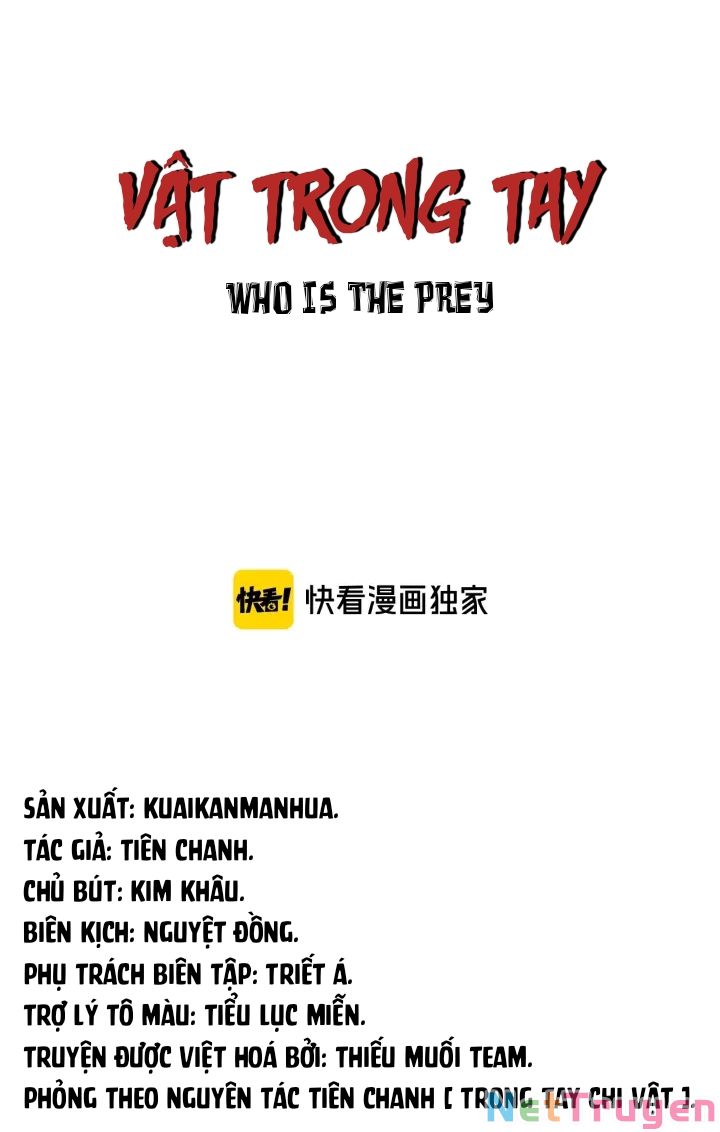 VẬT TRONG TAY
WHO IS THE PREY
快看! 快看漫画独家
SẢN XUẤT: KUAIKANMANHUA.
TÁC GIẢ: TIÊN CHANH.
CHỦ BÚT: KIM KHÂU.
BIÊN KỊCH: NGUYỆT ĐỒNG.
PHỤ TRÁCH BIÊN TẬP: TRIẾT Á.
TRỢ LÝ TÔ MÀU: TIỂU LỤC MIỄN.
TRUYỆN ĐƯỢC VIỆT HOÁ BỞI: THIẾU MUỐI TEAM.
PHỎNG THEO NGUYÊN TÁC TIÊN CHANH [ TRONG TAY CHI VẬT ].
NetTruyen